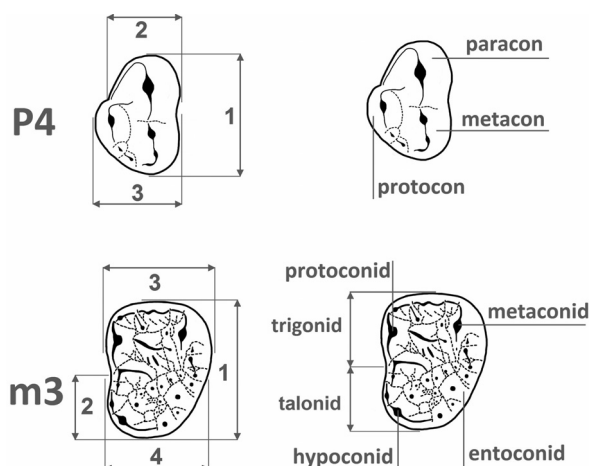 2
P4
1
3
paracon
metacon
protocon
3
m3
1
2
4
protoconid
metaconid
trigonid
talonid
hypoconid
entoconid